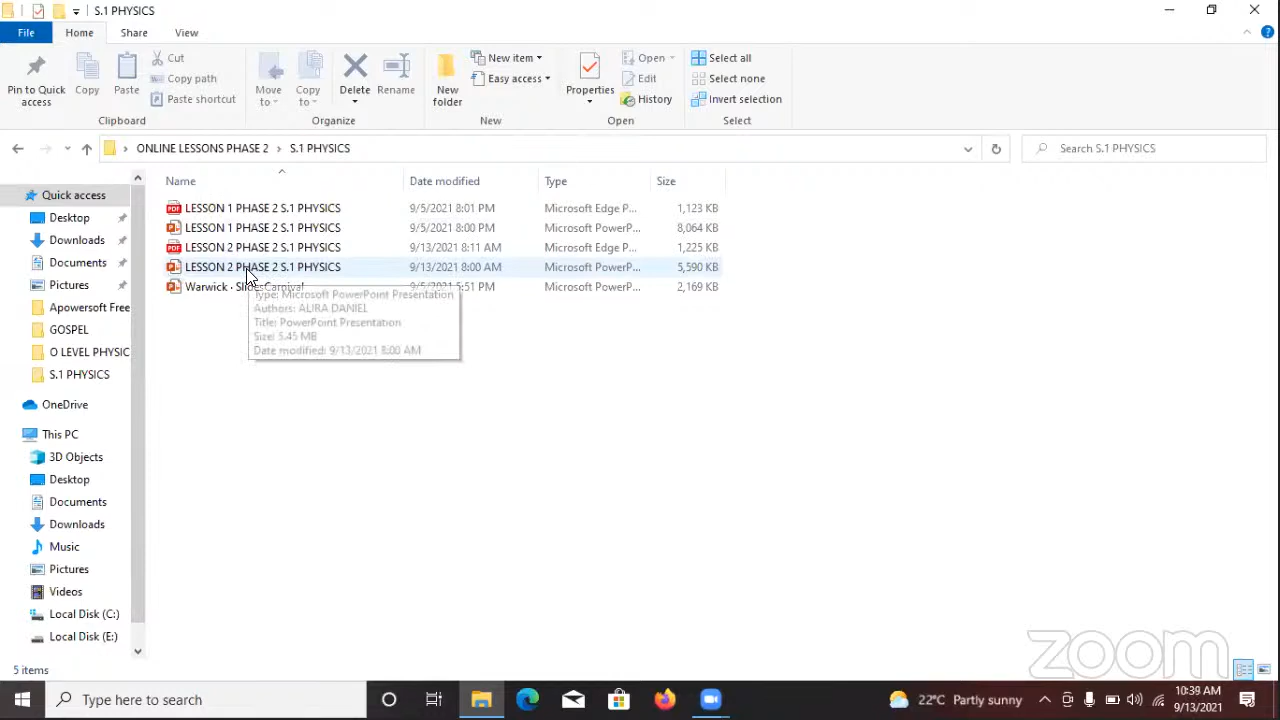 S.1 PHYSICS
File Home Share View
Pin to Quick access
Copy
Paste
Cut
Copy path
Paste shortcut
Move to
Copy to
Delete
Rename
New folder
New item
Easy access
Properties
Open
Edit
History
Select all
Select none
Invert selection
Clipboard Organize New Open Select
ONLINE LESSONS PHASE 2 > S.1 PHYSICS
Search S.1 PHYSICS
Name Date modified Type Size
LESSON 1 PHASE 2 S.1 PHYSICS 9/5/2021 8:01 PM Microsoft Edge P... 1,123 KB
LESSON 1 PHASE 2 S.1 PHYSICS 9/5/2021 8:00 PM Microsoft PowerP... 8,064 KB
LESSON 2 PHASE 2 S.1 PHYSICS 9/13/2021 8:11 AM Microsoft Edge P... 1,225 KB
LESSON 2 PHASE 2 S.1 PHYSICS 9/13/2021 8:00 AM Microsoft PowerP... 5,590 KB
Warwick · SlidesCarnival 9/5/2021 5:51 PM Microsoft PowerP... 2,169 KB
Type: Microsoft PowerPoint Presentation
Authors: ALIRA DANIEL
Title: PowerPoint Presentation
Size: 5.45 MB
Date modified: 9/13/2021 8:00 AM
Quick access
Desktop
Downloads
Documents
Pictures
Apowersoft Free
GOSPEL
O LEVEL PHYSIC
S.1 PHYSICS
OneDrive
This PC
3D Objects
Desktop
Documents
Downloads
Music
Pictures
Videos
Local Disk (C:)
Local Disk (E:)
5 items
zoom
Type here to search
22°C Partly sunny
10:39 AM
9/13/2021